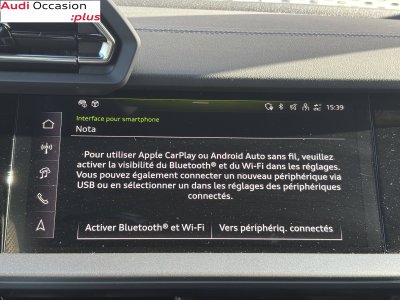 Audi Occasion
:plus
15:39
Interface pour smartphone
Nota
Pour utiliser Apple CarPlay ou Android Auto sans fil, veuillez
activer la visibilité du Bluetooth® et du Wi-Fi dans les réglages.
Vous pouvez également connecter un nouveau périphérique via
USB ou en sélectionner un dans les réglages des périphériques
connectés.
Activer Bluetooth® et Wi-Fi Vers périphériq. connectés